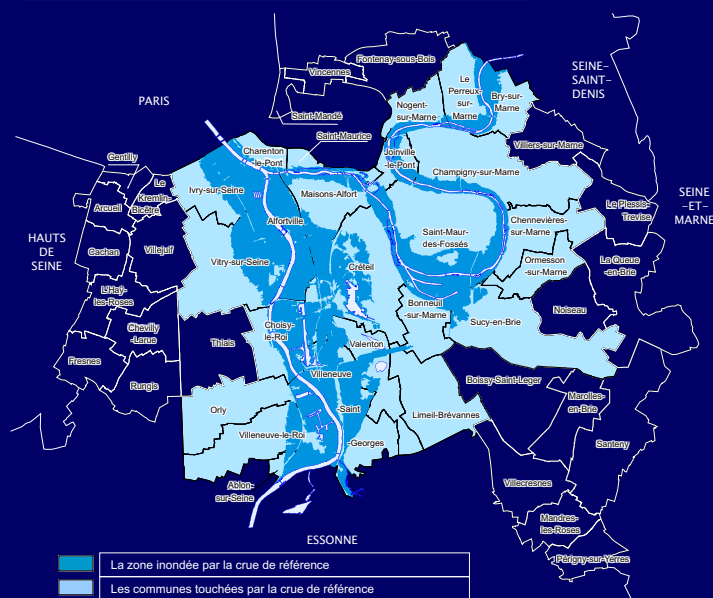 Fontenay-sous-Bois
Vincennes
SEINE-
SAINT-
DENIS
Le
Perreux-
sur-
Marne
Bry-sur-
Marne
PARIS
Nogent-
sur-Marne
Saint-Mandé
Saint-Maurice
Villiers-sur-Marne
Charenton
-le-Pont
Joinville
-le-Pont
Gentilly
Champigny-sur-Marne
Le
Kremlin-
Bicêtre
Ivry-sur-Seine
Maisons-Alfort
SEINE
-ET-
MARNE
Arcueil
Le Plessis-
Trevise
Alfortville
Chennevières-
sur-Marne
HAUTS
DE
SEINE
Saint-Maur-
des-Fossés
Cachan
Villejuif
Vitry-sur-Seine
Créteil
Ormesson
-sur-Marne
La Queue
-en-Brie
L'Haÿ-
les-Roses
Bonneuil
-sur-Marne
Noiseau
Chevilly
-Larue
Choisy-
le-Roi
Sucy-en-Brie
Thiais
Valenton
Fresnes
Rungis
Villeneuve
-Saint
-Georges
Boissy-Saint-Leger
Marolles-
en-Brie
Orly
Limeil-Brévannes
Villeneuve-le-Roi
Santeny
Ablon-
sur-Seine
Villecresnes
Mandres-
les-Roses
ESSONNE
Périgny-sur-Yerres
La zone inondée par la crue de référence
Les communes touchées par la crue de référence